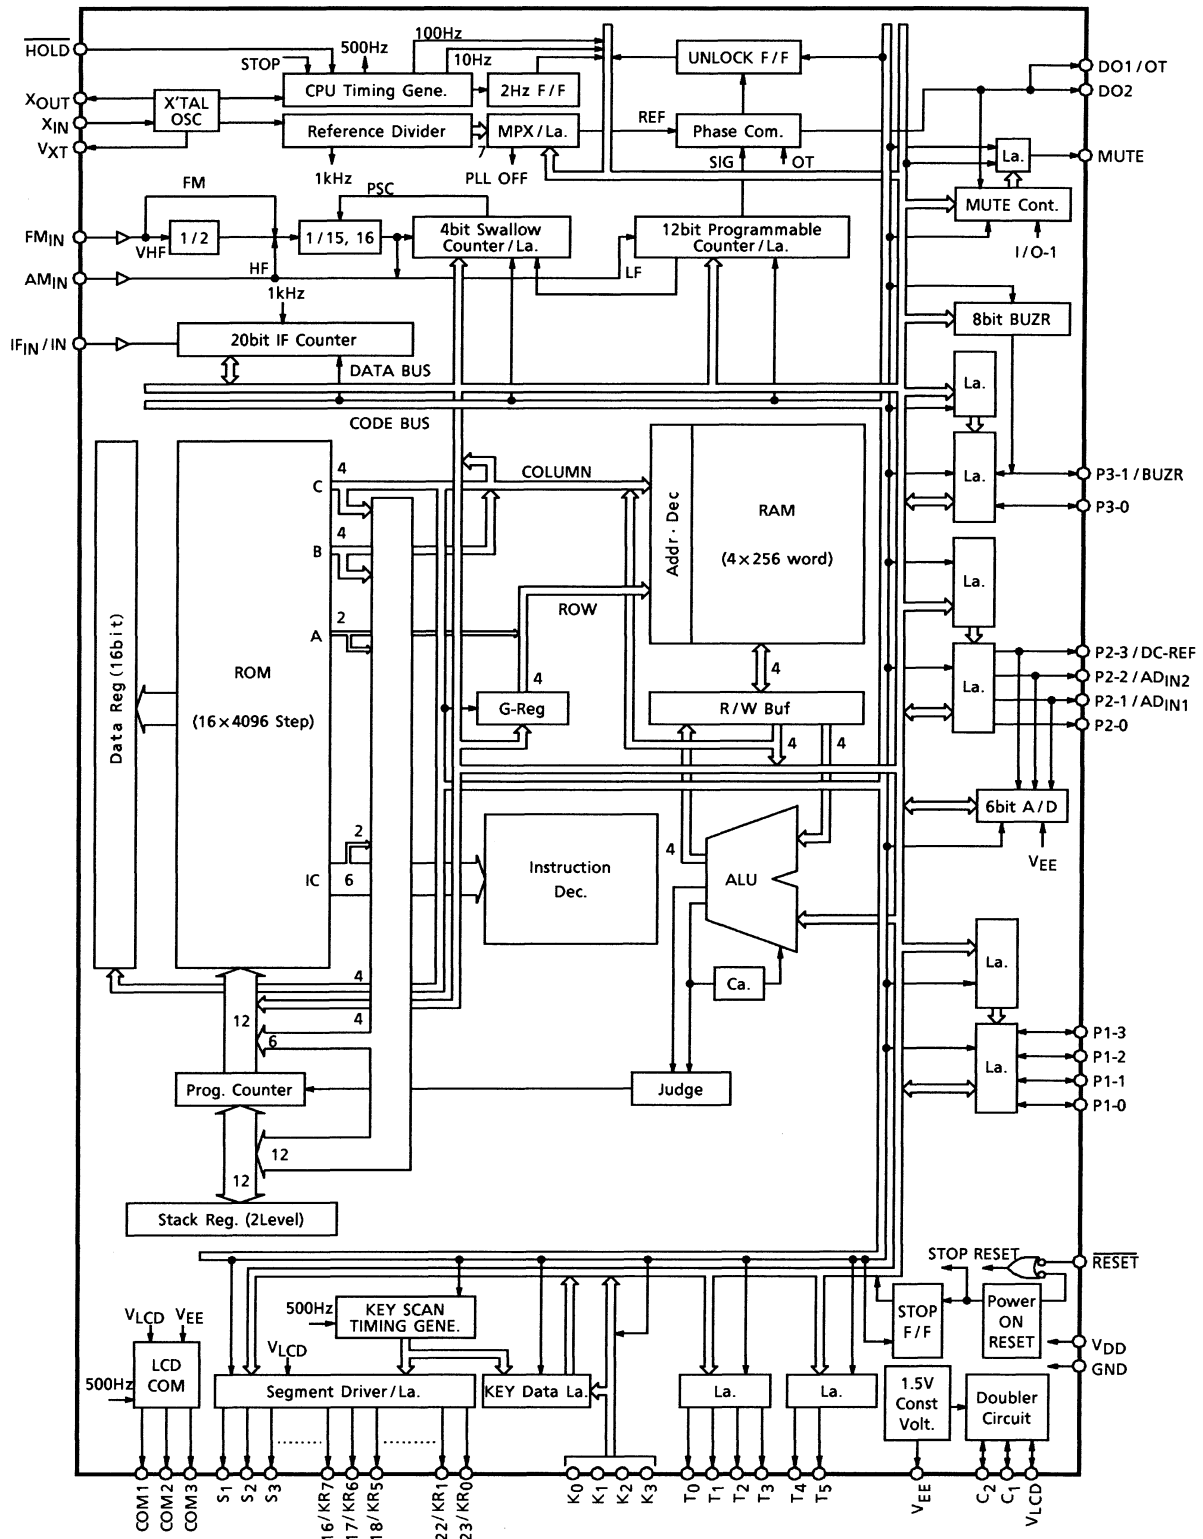 HOLD
STOP
500Hz
100Hz
10Hz
CPU Timing Gene.
2Hz F/F
UNLOCK F/F
DO1/OT
DO2
XOUT
XIN
VXT
X'TAL
OSC
Reference Divider
7
MPX/La.
REF
Phase Com.
SIG
OT
1kHz
PLL OFF
La.
MUTE
MUTE Cont.
I/O-1
FM
PSC
FMIN
VHF
1/2
1/15, 16
4bit Swallow
Counter/La.
12bit Programmable
Counter/La.
AMIN
HF
LF
1kHz
8bit BUZR
IFIN/IN
20bit IF Counter
DATA BUS
CODE BUS
La.
La.
P3-1/BUZR
P3-0
Data Reg (16bit)
ROM
(16×4096 Step)
C
4
B
4
A
2
IC
2
6
COLUMN
ROW
Addr・Dec
RAM
(4×256 word)
4
4
G-Reg
R/W Buf
4
4
4
La.
La.
P2-3/DC-REF
P2-2/ADIN2
P2-1/ADIN1
P2-0
6bit A/D
VEE
Instruction
Dec.
ALU
Ca.
Judge
La.
La.
P1-3
P1-2
P1-1
P1-0
4
12
4
6
Prog. Counter
12
12
Stack Reg. (2Level)
STOP RESET
RESET
STOP
F/F
Power
ON
RESET
VDD
GND
500Hz
KEY SCAN
TIMING GENE.
VLCD
VEE
VLCD
LCD
COM
500Hz
Segment Driver/La.
KEY Data La.
La.
La.
1.5V
Const
Volt.
Doubler
Circuit
COM1
COM2
COM3
S1
S2
S3
16/KR7
17/KR6
18/KR5
22/KR1
23/KR0
K0
K1
K2
K3
T0
T1
T2
T3
T4
T5
VEE
C2
C1
VLCD